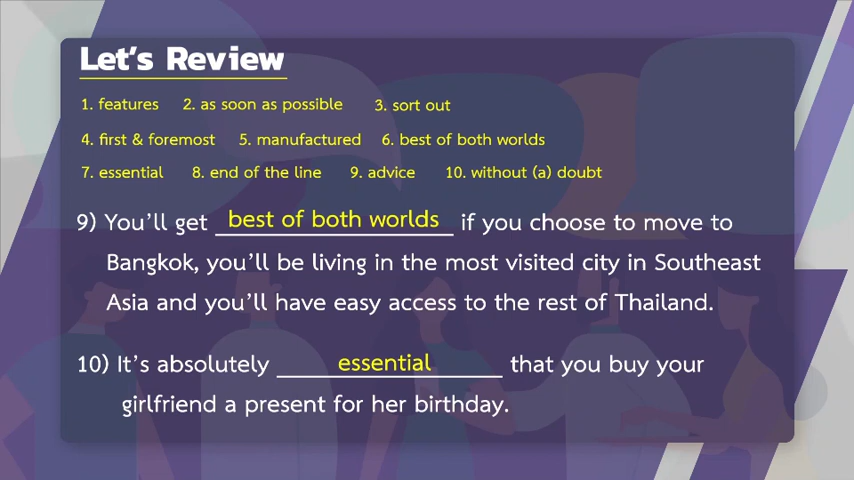 Let's Review
1. features 2. as soon as possible 3. sort out
4. first & foremost 5. manufactured 6. best of both worlds
7. essential 8. end of the line 9. advice 10. without (a) doubt
9) You'll get best of both worlds if you choose to move to
Bangkok, you'll be living in the most visited city in Southeast
Asia and you'll have easy access to the rest of Thailand.
10) It's absolutely essential that you buy your
girlfriend a present for her birthday.